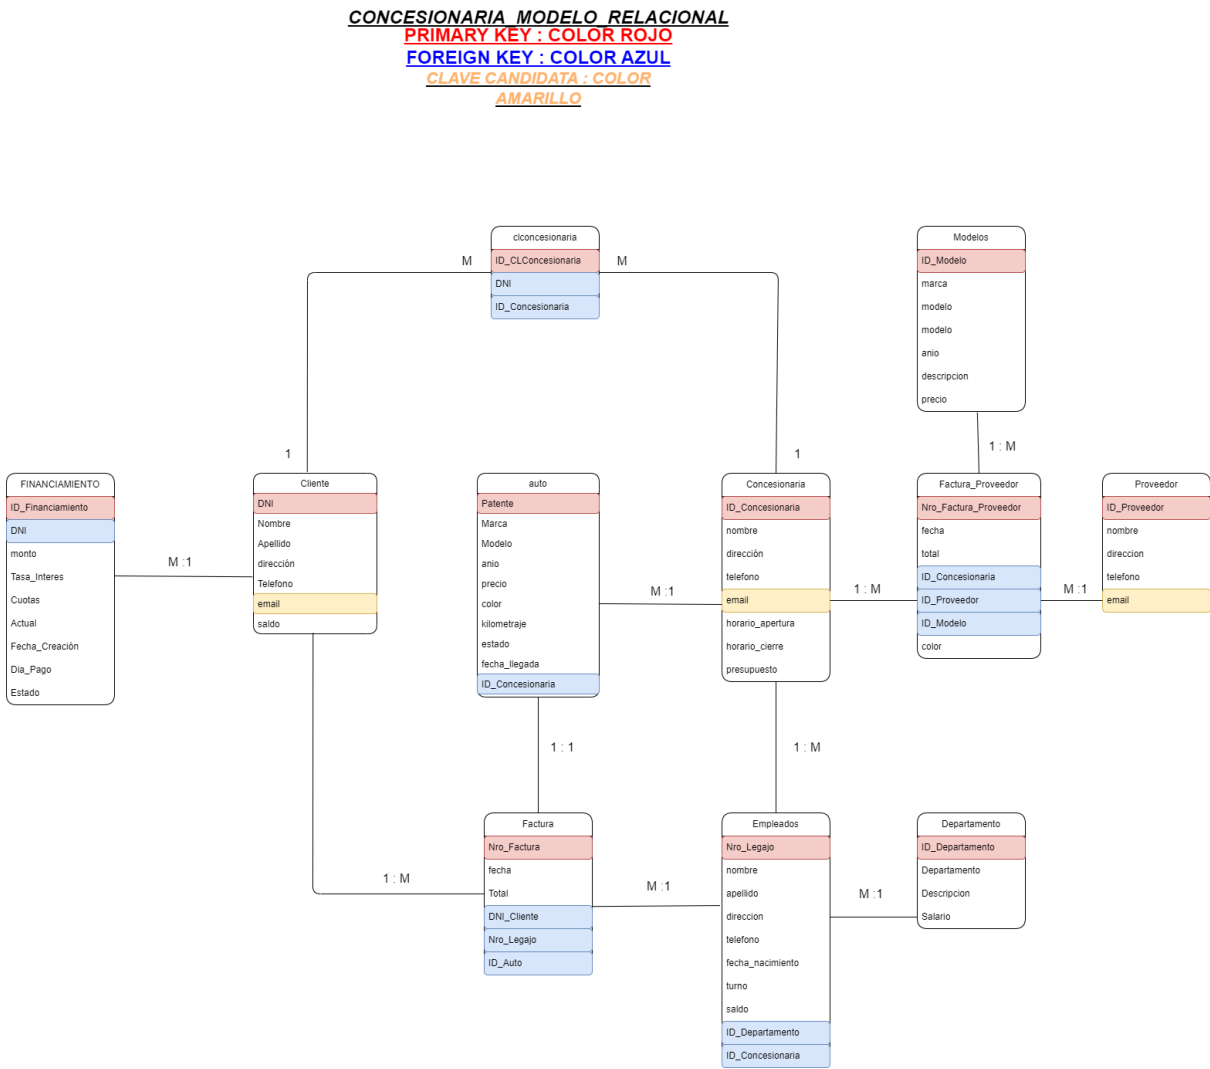 CONCESIONARIA_MODELO_RELACIONAL
PRIMARY KEY : COLOR ROJO
FOREIGN KEY : COLOR AZUL
CLAVE CANDIDATA : COLOR
AMARILLO
clconcesionaria
ID_CLConcesionaria
DNI
ID_Concesionaria
M
M
1
1
Modelos
ID_Modelo
marca
modelo
modelo
anio
descripcion
precio
1 : M
FINANCIAMIENTO
ID_Financiamiento
DNI
monto
Tasa_Interes
Cuotas
Actual
Fecha_Creación
Dia_Pago
Estado
M :1
Cliente
DNI
Nombre
Apellido
dirección
Telefono
email
saldo
auto
Patente
Marca
Modelo
anio
precio
color
kilometraje
estado
fecha_llegada
ID_Concesionaria
M :1
Concesionaria
ID_Concesionaria
nombre
dirección
telefono
email
horario_apertura
horario_cierre
presupuesto
1 : M
Factura_Proveedor
Nro_Factura_Proveedor
fecha
total
ID_Concesionaria
ID_Proveedor
ID_Modelo
color
M :1
Proveedor
ID_Proveedor
nombre
direccion
telefono
email
1 : 1
1 : M
1 : M
Factura
Nro_Factura
fecha
Total
DNI_Cliente
Nro_Legajo
ID_Auto
M :1
Empleados
Nro_Legajo
nombre
apellido
direccion
telefono
fecha_nacimiento
turno
saldo
ID_Departamento
ID_Concesionaria
M :1
Departamento
ID_Departamento
Departamento
Descripcion
Salario